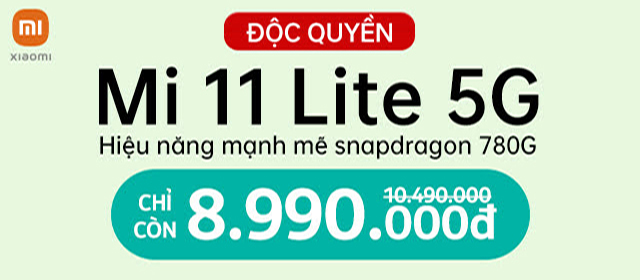 mi
xiaomi
ĐỘC QUYỀN
Mi 11 Lite 5G
Hiệu năng mạnh mẽ snapdragon 780G
CHỈ
CÒN
10.490.000
8.990.000đ